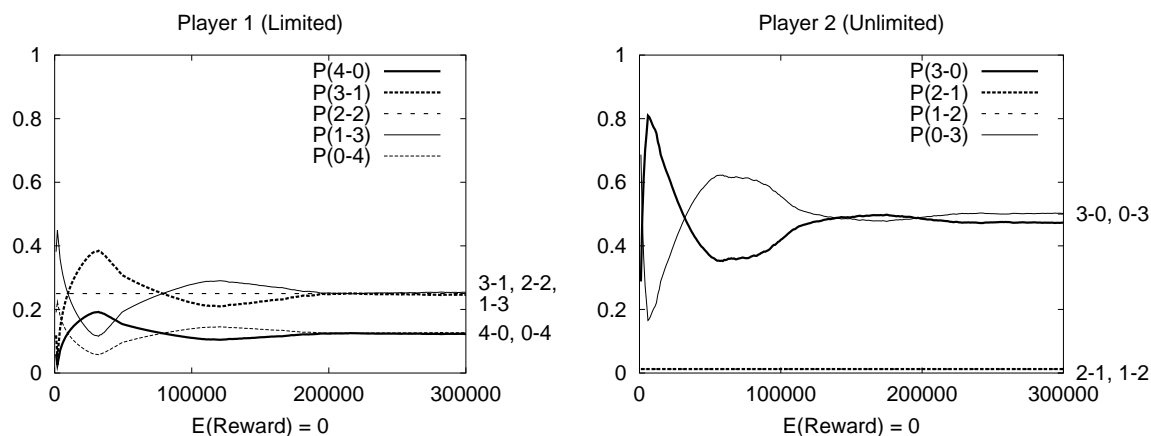 Player 1 (Limited)
1
0.8
0.6
0.4
0.2
0
0
100000
200000
300000
P(4-0)
P(3-1)
P(2-2)
P(1-3)
P(0-4)
3-1, 2-2,
1-3
4-0, 0-4
E(Reward) = 0
Player 2 (Unlimited)
1
0.8
0.6
0.4
0.2
0
0
100000
200000
300000
P(3-0)
P(2-1)
P(1-2)
P(0-3)
3-0, 0-3
2-1, 1-2
E(Reward) = 0